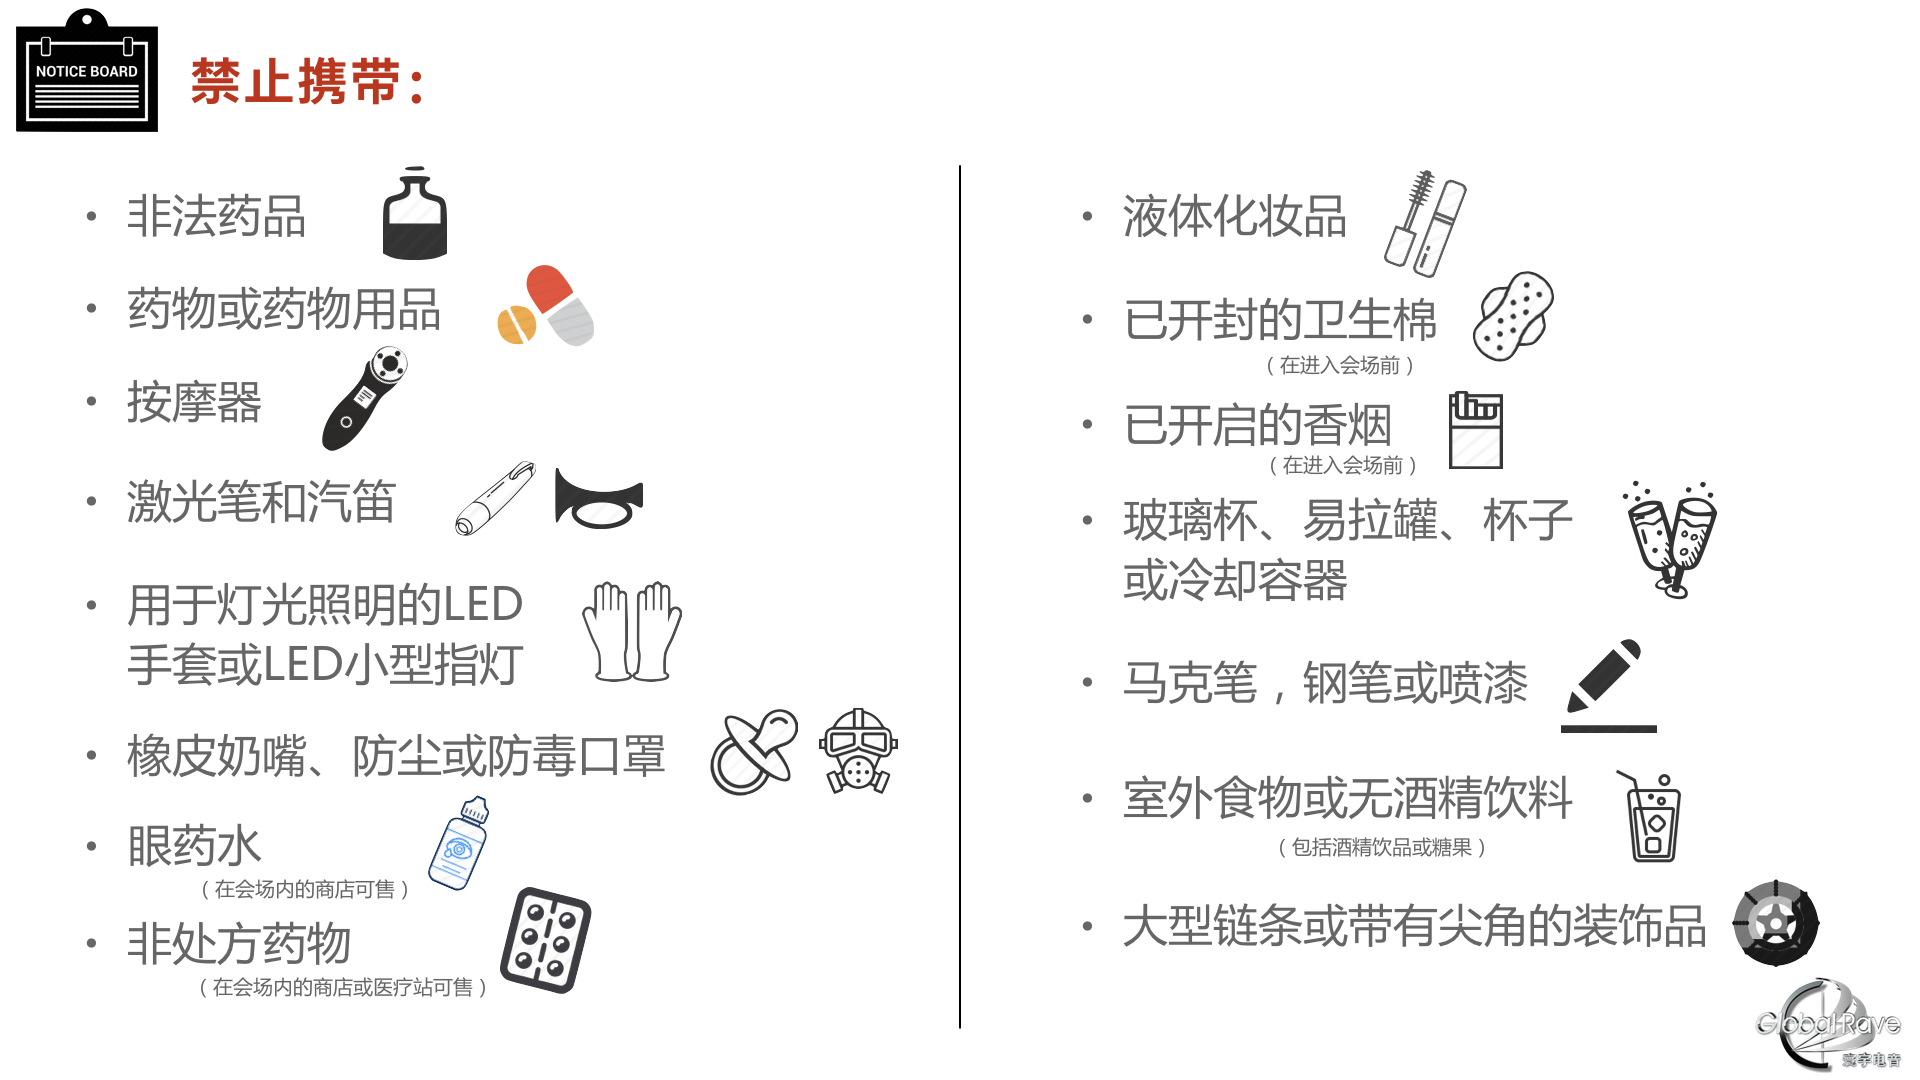 NOTICE BOARD
禁止携带：
• 非法药品
• 药物或药物用品
• 按摩器
• 激光笔和汽笛
• 用于灯光照明的LED
手套或LED小型指灯
• 橡皮奶嘴、防尘或防毒口罩
• 眼药水
（在会场内的商店可售）
• 非处方药物
（在会场内的商店或医疗站可售）
• 液体化妆品
• 已开封的卫生棉
（在进入会场前）
• 已开启的香烟
（在进入会场前）
• 玻璃杯、易拉罐、杯子
或冷却容器
• 马克笔，钢笔或喷漆
• 室外食物或无酒精饮料
（包括酒精饮品或糖果）
• 大型链条或带有尖角的装饰品
Global Rave
寰宇电音